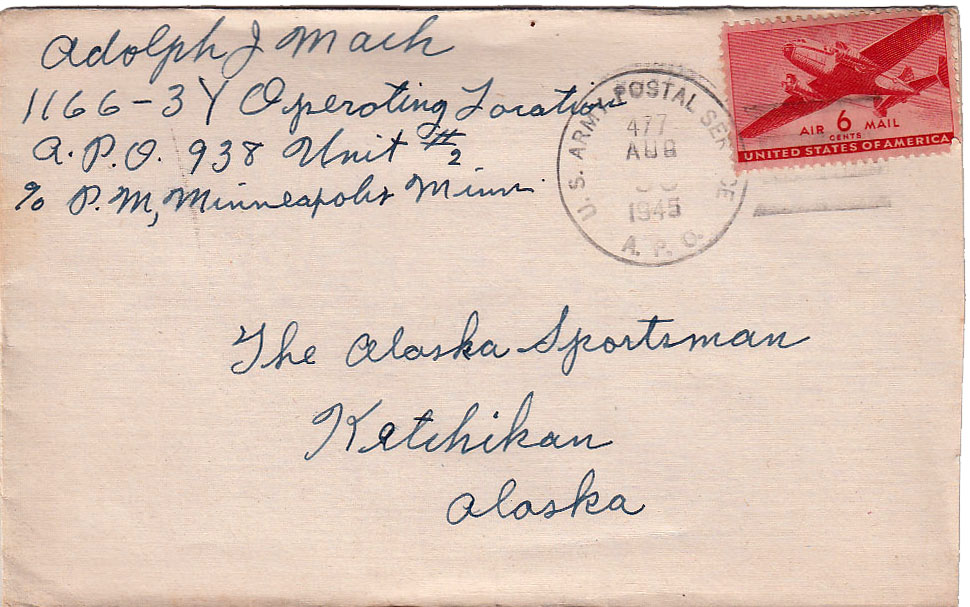 Adolph J Mach
1166-3Y Operating Location
A.P.O. 938 Unit #2
c/o P.M, Minneapolis Minn.
U.S. ARMY POSTAL SERVICE
477
AUG
1945
A.P.O.
AIR 6 MAIL
CENTS
UNITED STATES OF AMERICA
The Alaska Sportsman
Ketchikan
Alaska